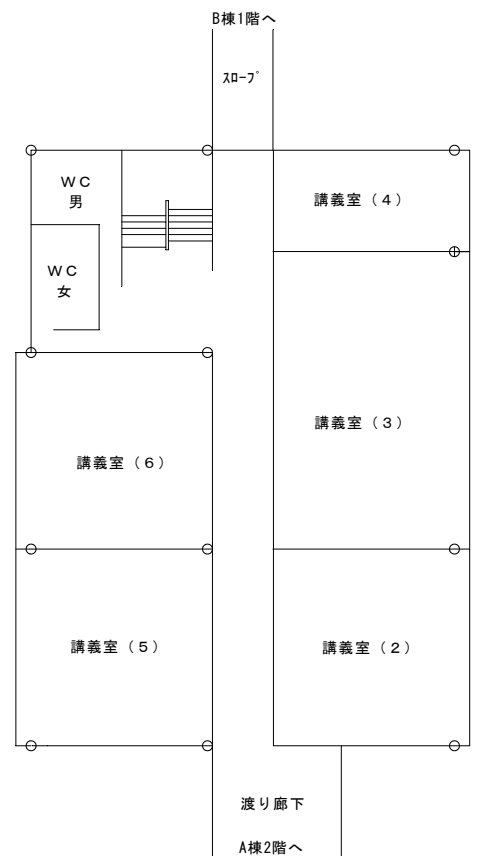 B棟1階へ
ｽﾛｰﾌﾟ
ＷＣ
男
講義室（４）
ＷＣ
女
講義室（３）
講義室（６）
講義室（５）
講義室（２）
渡り廊下
A棟2階へ